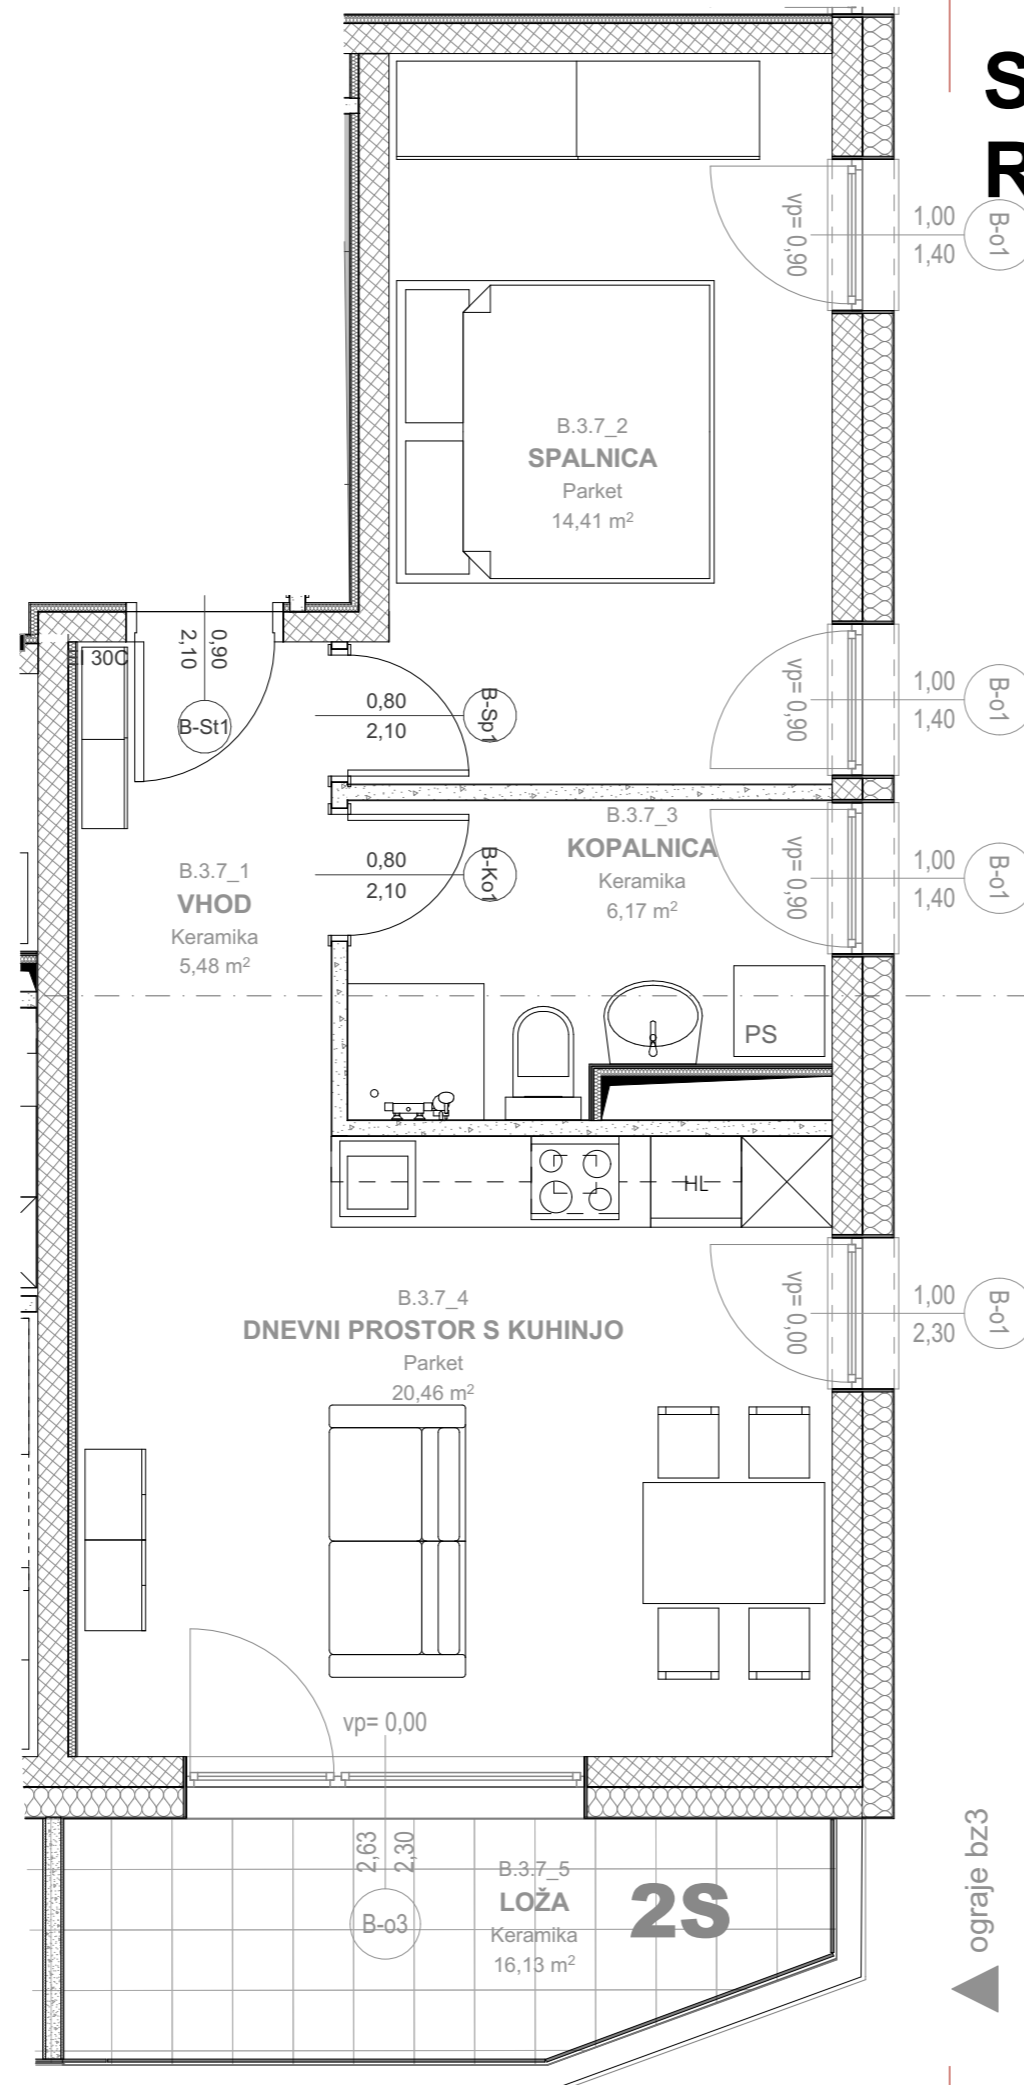 S
R
vp= 0,90
1,00
1,40
B-o1
B.3.7_2
SPALNICA
Parket
14,41 m²
0,90
2,10
30C
B-St1
0,80
2,10
B-Sp1
vp= 0,90
1,00
1,40
B-o1
B.3.7_3
KOPALNICA
Keramika
6,17 m²
0,80
2,10
B-Ko1
vp= 0,90
1,00
1,40
B-o1
B.3.7_1
VHOD
Keramika
5,48 m²
PS
HL
B.3.7_4
DNEVNI PROSTOR S KUHINJO
Parket
20,46 m²
vp= 0,00
1,00
2,30
B-o1
vp= 0,00
2,63
2,30
B-o3
B.3.7_5
LOŽA
Keramika
16,13 m²
2S
ograje bz3